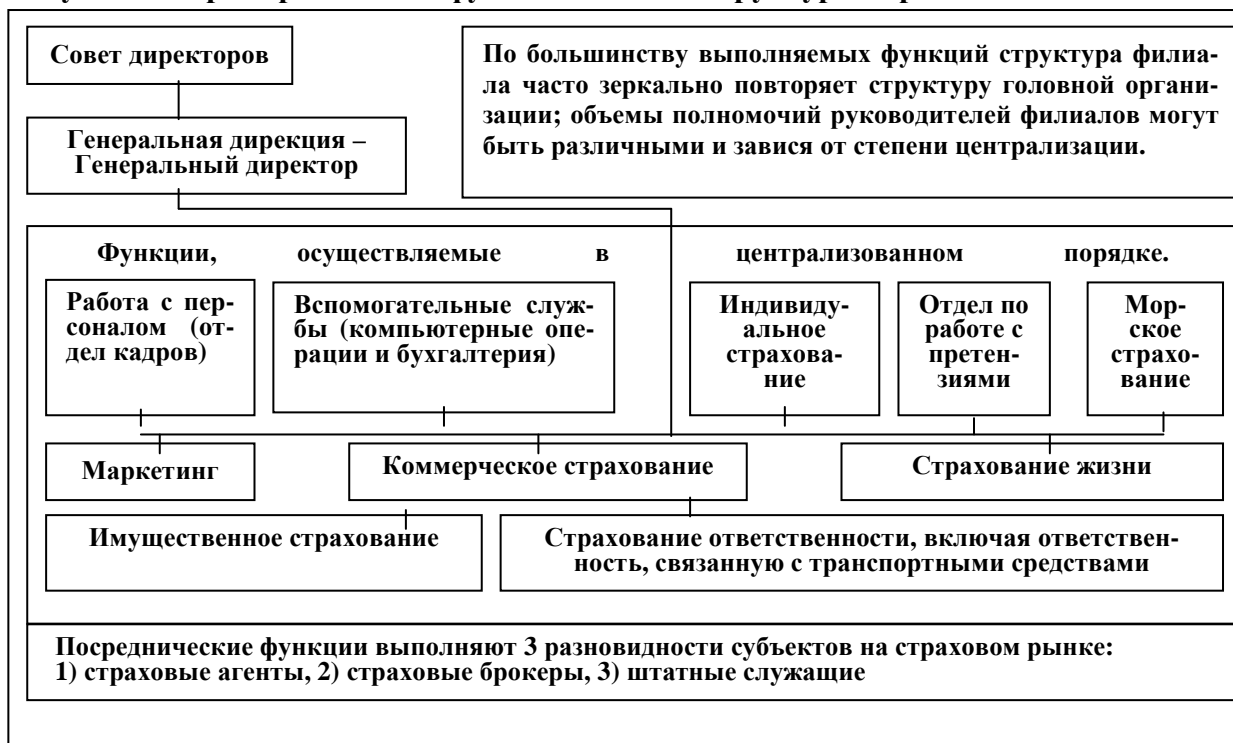 Совет директоров
По большинству выполняемых функций структура филиа-
ла часто зеркально повторяет структуру головной органи-
зации; объемы полномочий руководителей филиалов могут
быть различными и завися от степени централизации.
Генеральная дирекция –
Генеральный директор
Функции, осуществляемые в централизованном порядке.
Работа с пер-
соналом (от-
дел кадров)
Вспомогательные служ-
бы (компьютерные опе-
рации и бухгалтерия)
Индивиду-
альное
страхова-
ние
Отдел по
работе с
претен-
зиями
Мор-
ское
страхо-
вание
Маркетинг
Коммерческое страхование
Страхование жизни
Имущественное страхование
Страхование ответственности, включая ответствен-
ность, связанную с транспортными средствами
Посреднические функции выполняют 3 разновидности субъектов на страховом рынке:
1) страховые агенты, 2) страховые брокеры, 3) штатные служащие